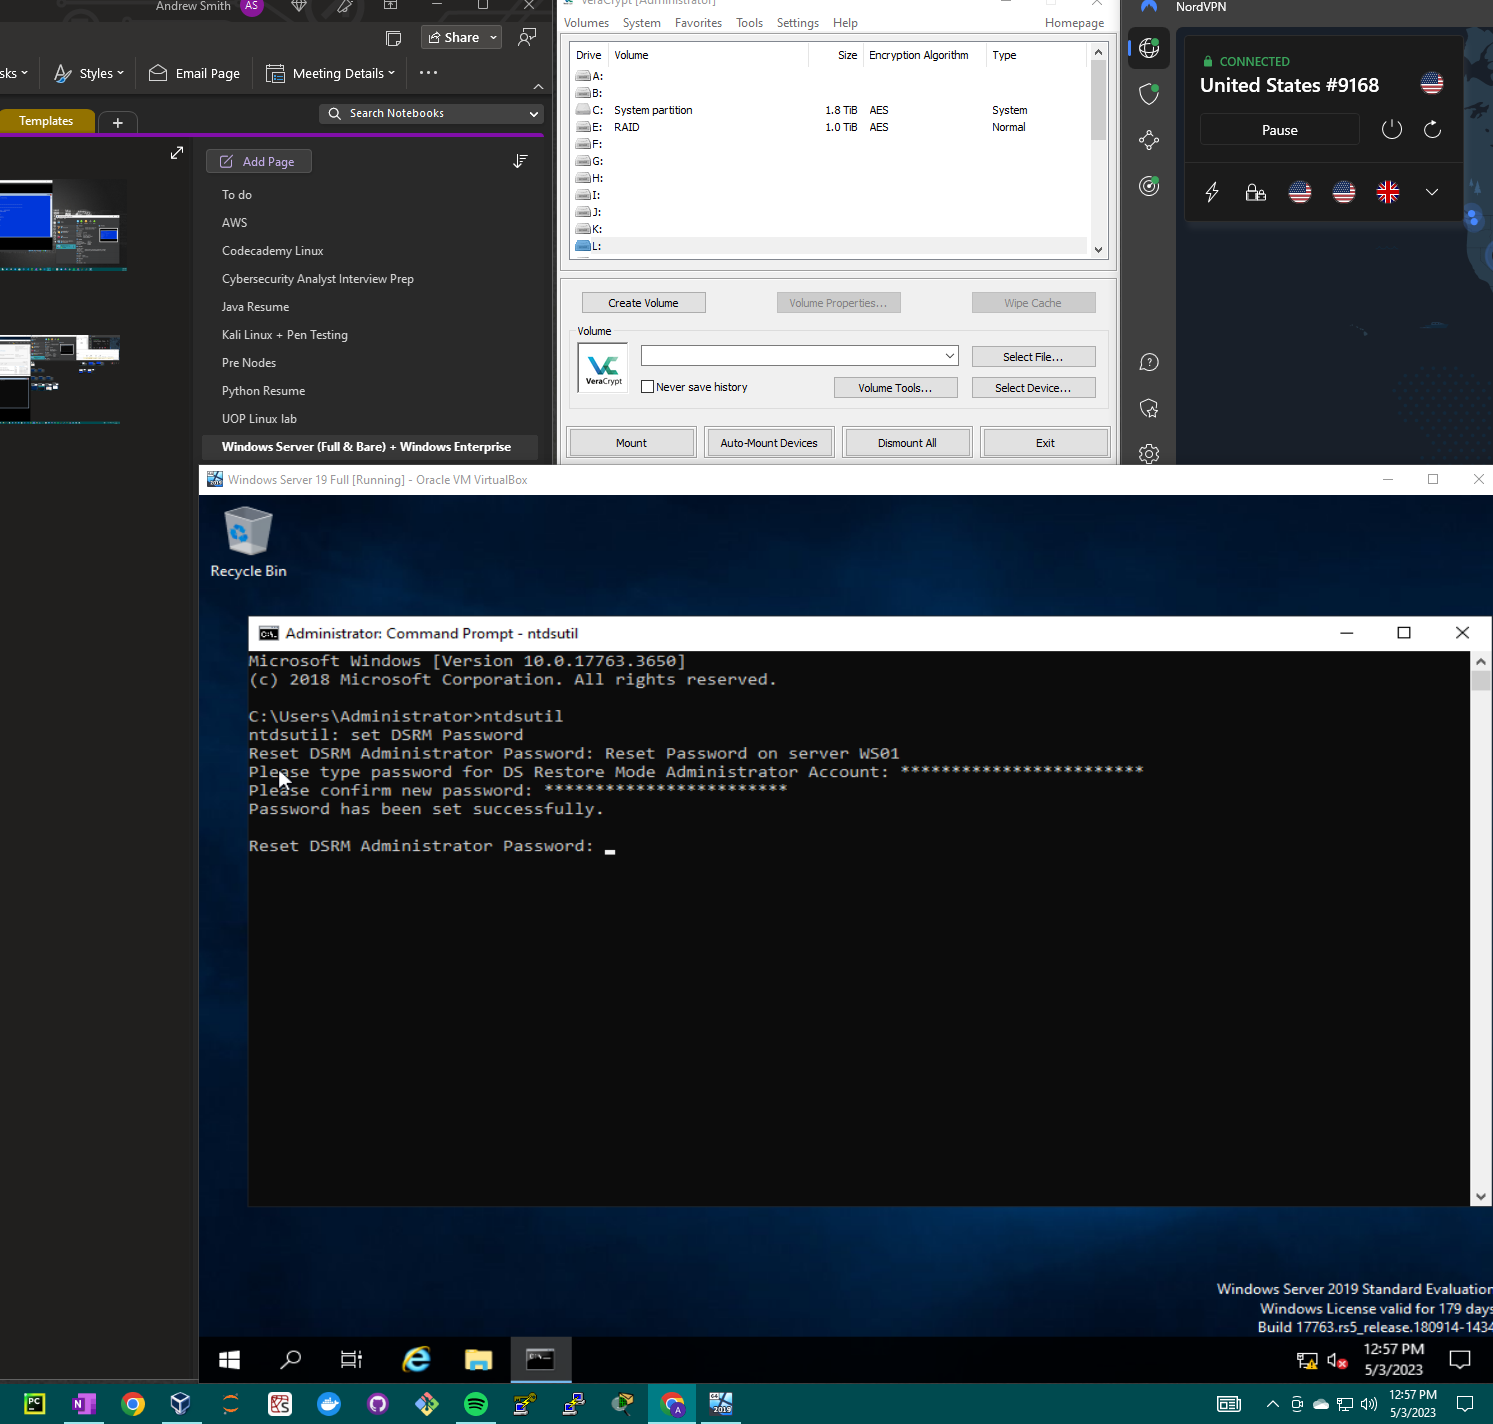 Andrew Smith AS
Share
sks Styles Email Page Meeting Details
Templates +
Search Notebooks
Add Page
To do
AWS
Codecademy Linux
Cybersecurity Analyst Interview Prep
Java Resume
Kali Linux + Pen Testing
Pre Nodes
Python Resume
UOP Linux lab
Windows Server (Full & Bare) + Windows Enterprise
VeraCrypt [Administrator]
Volumes System Favorites Tools Settings Help Homepage
Drive Volume Size Encryption Algorithm Type
A:
B:
C: System partition 1.8 TiB AES System
E: RAID 1.0 TiB AES Normal
F:
G:
H:
I:
J:
K:
L:
Create Volume Volume Properties... Wipe Cache
Volume
VeraCrypt
Select File...
Never save history Volume Tools... Select Device...
Mount Auto-Mount Devices Dismount All Exit
NordVPN
CONNECTED
United States #9168
Pause
Windows Server 19 Full [Running] - Oracle VM VirtualBox
Recycle Bin
Administrator: Command Prompt - ntdsutil
Microsoft Windows [Version 10.0.17763.3650]
(c) 2018 Microsoft Corporation. All rights reserved.
C:\Users\Administrator>ntdsutil
ntdsutil: set DSRM Password
Reset DSRM Administrator Password: Reset Password on server WS01
Please type password for DS Restore Mode Administrator Account: ************************
Please confirm new password: ************************
Password has been set successfully.
Reset DSRM Administrator Password: _
Windows Server 2019 Standard Evaluation
Windows License valid for 179 days
Build 17763.rs5_release.180914-1434
12:57 PM
5/3/2023
12:57 PM
5/3/2023